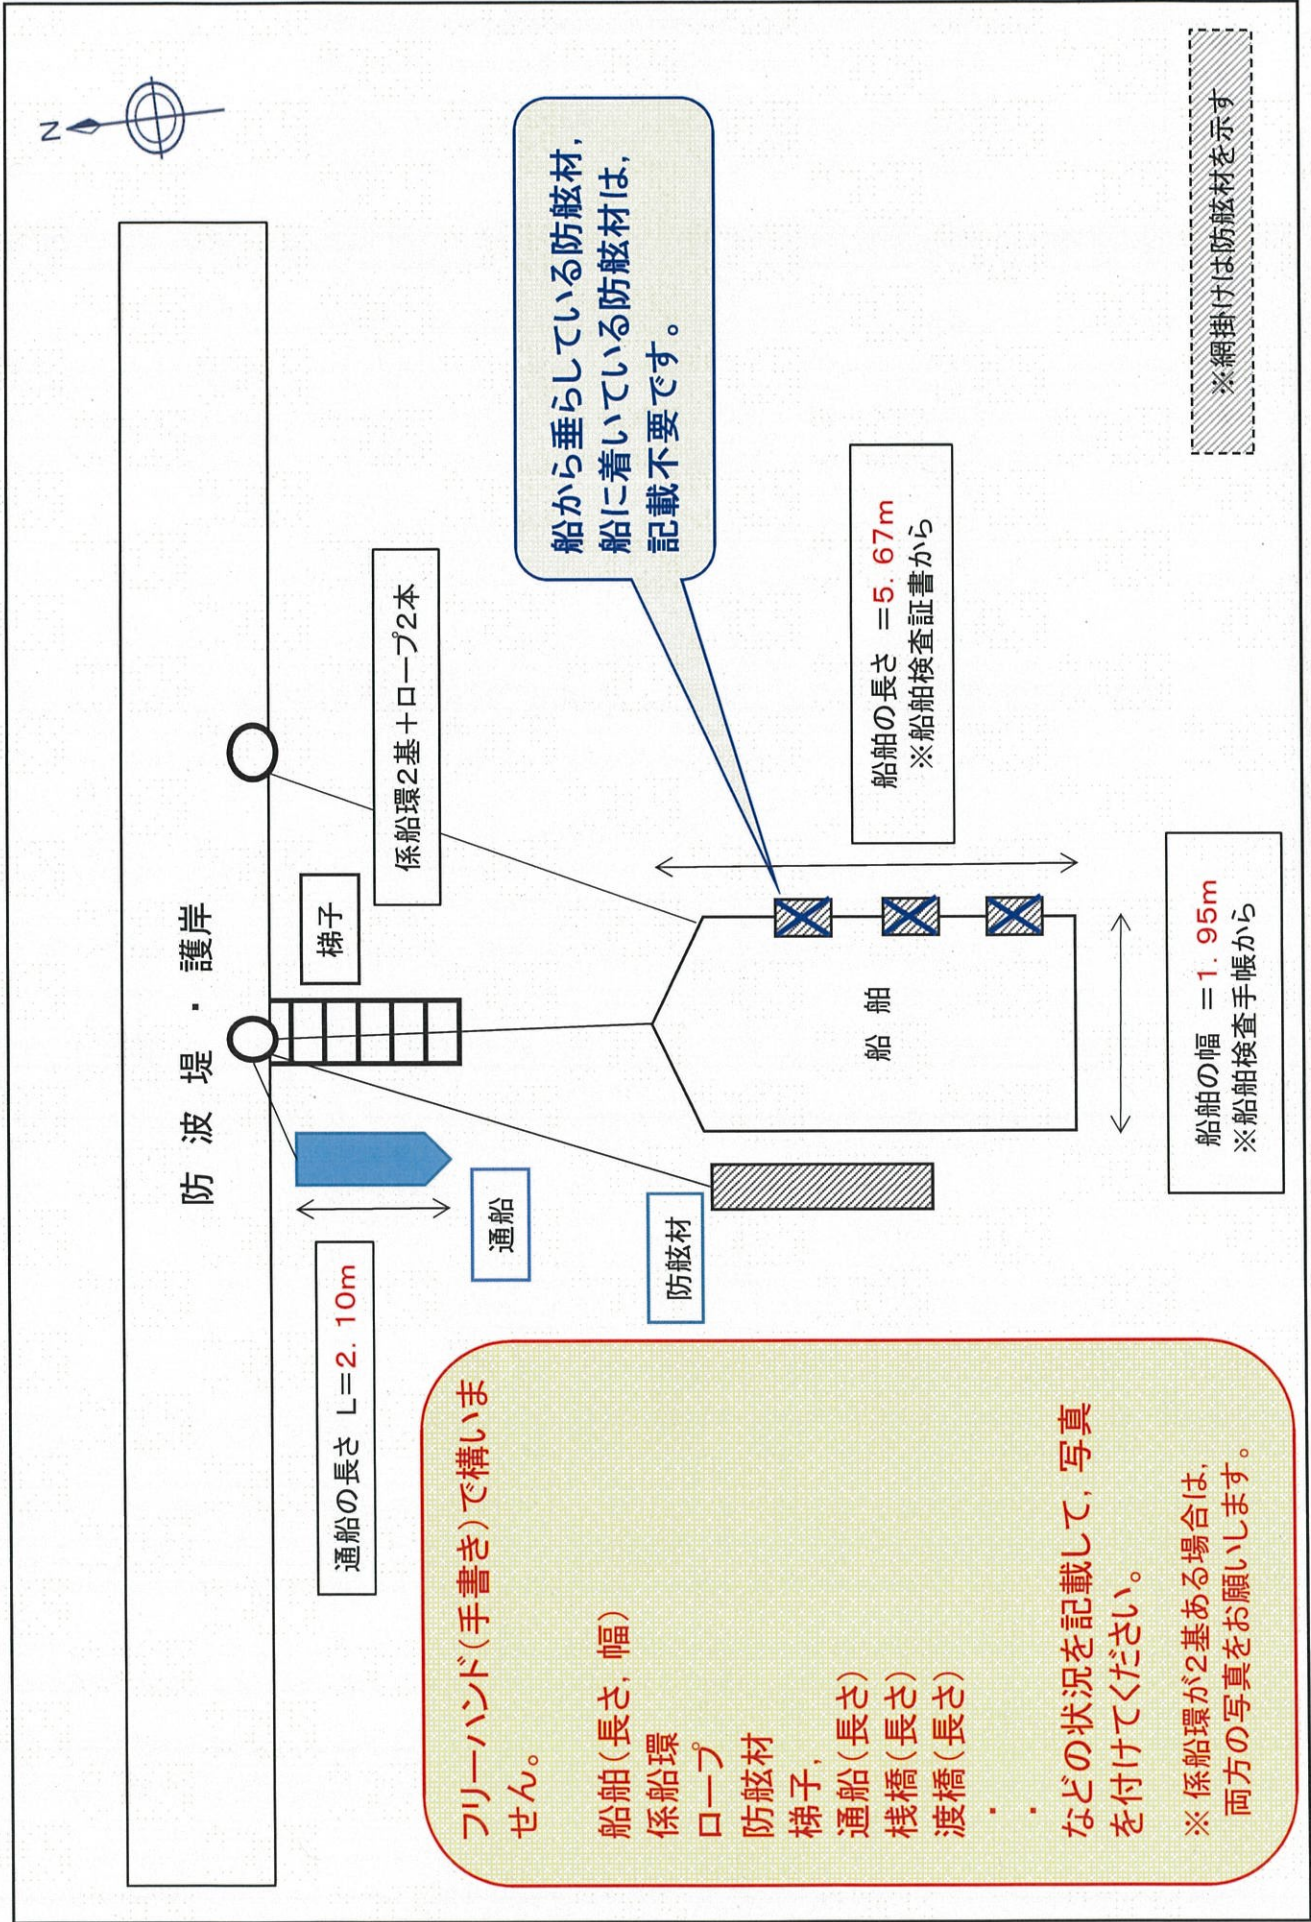 N
防波堤・護岸
梯子
係船環2基＋ロープ2本
船から垂らしている防舷材，
船に着いている防舷材は，
記載不要です。
通船の長さ L＝2．10m
通船
防舷材
船舶
船舶の長さ ＝5．67m
※船舶検査証書から
船舶の幅 ＝1．95m
※船舶検査手帳から
※網掛けは防舷材を示す
フリーハンド（手書き）で構いま
せん。
船舶（長さ，幅）
係船環
ロープ
防舷材
梯子，
通船（長さ）
桟橋（長さ）
渡橋（長さ）
・
・
などの状況を記載して，写真
を付けてください。
※ 係船環が2基ある場合は，
両方の写真をお願いします。